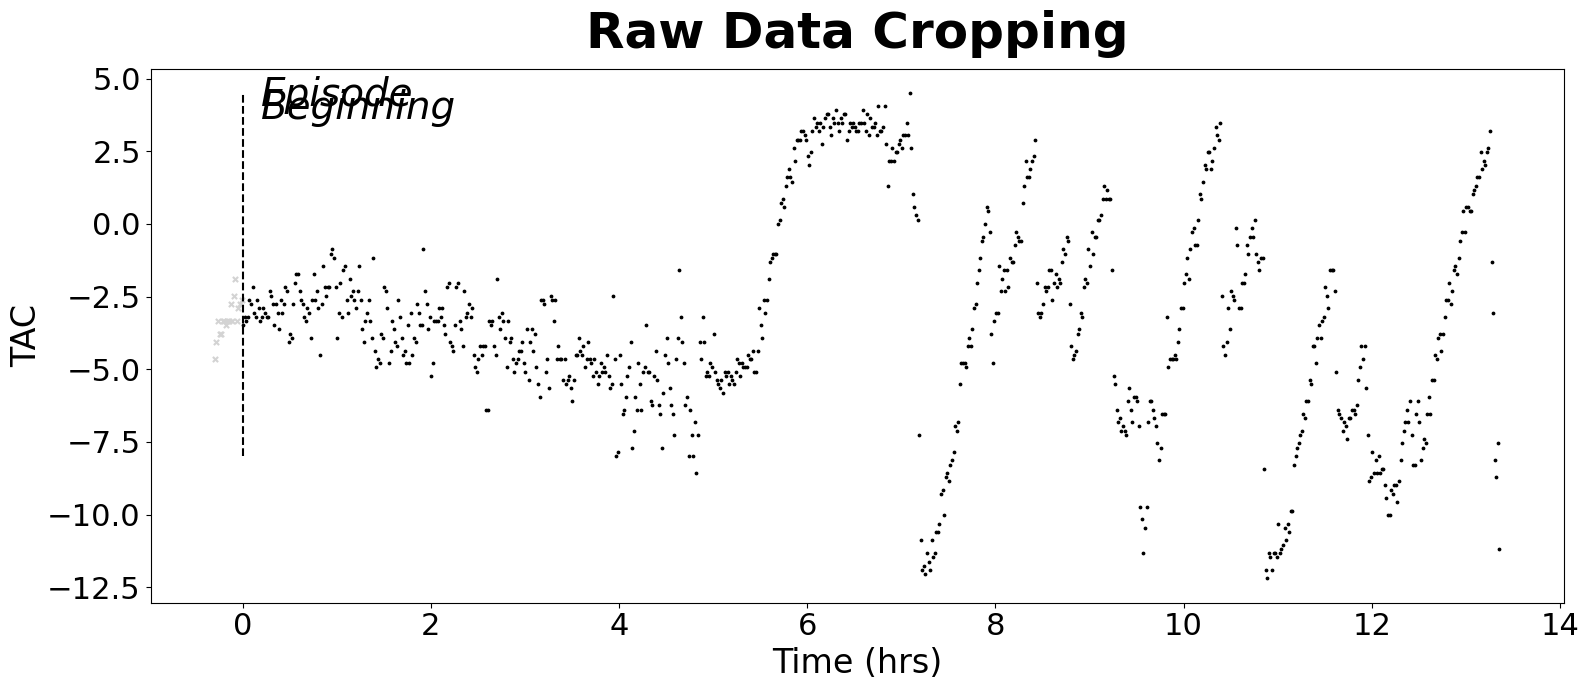 Raw Data Cropping
Episode
Beginning
5.0
2.5
0.0
−2.5
−5.0
−7.5
−10.0
−12.5
TAC
0 2 4 6 8 10 12 14
Time (hrs)